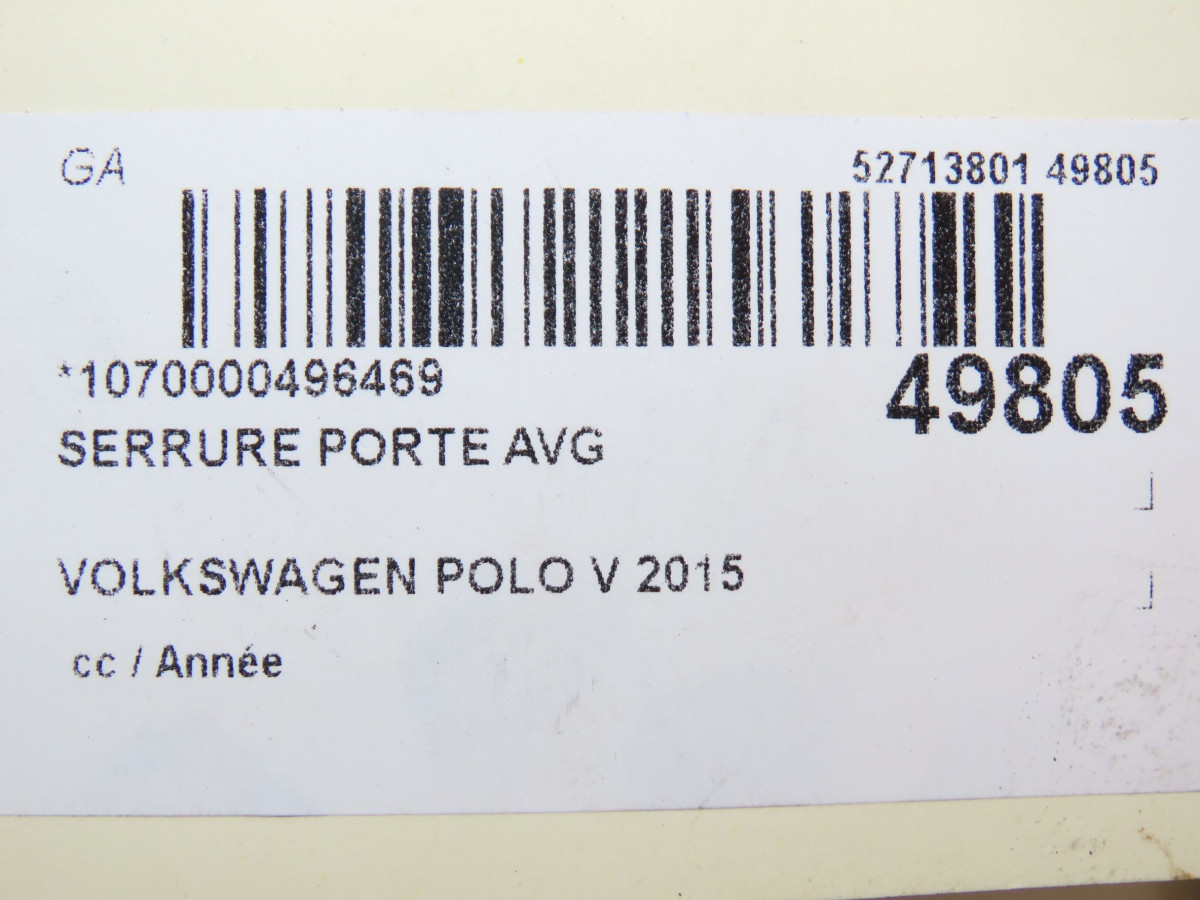 GA
52713801 49805
*1070000496469
49805
SERRURE PORTE AVG
VOLKSWAGEN POLO V 2015
cc / Année